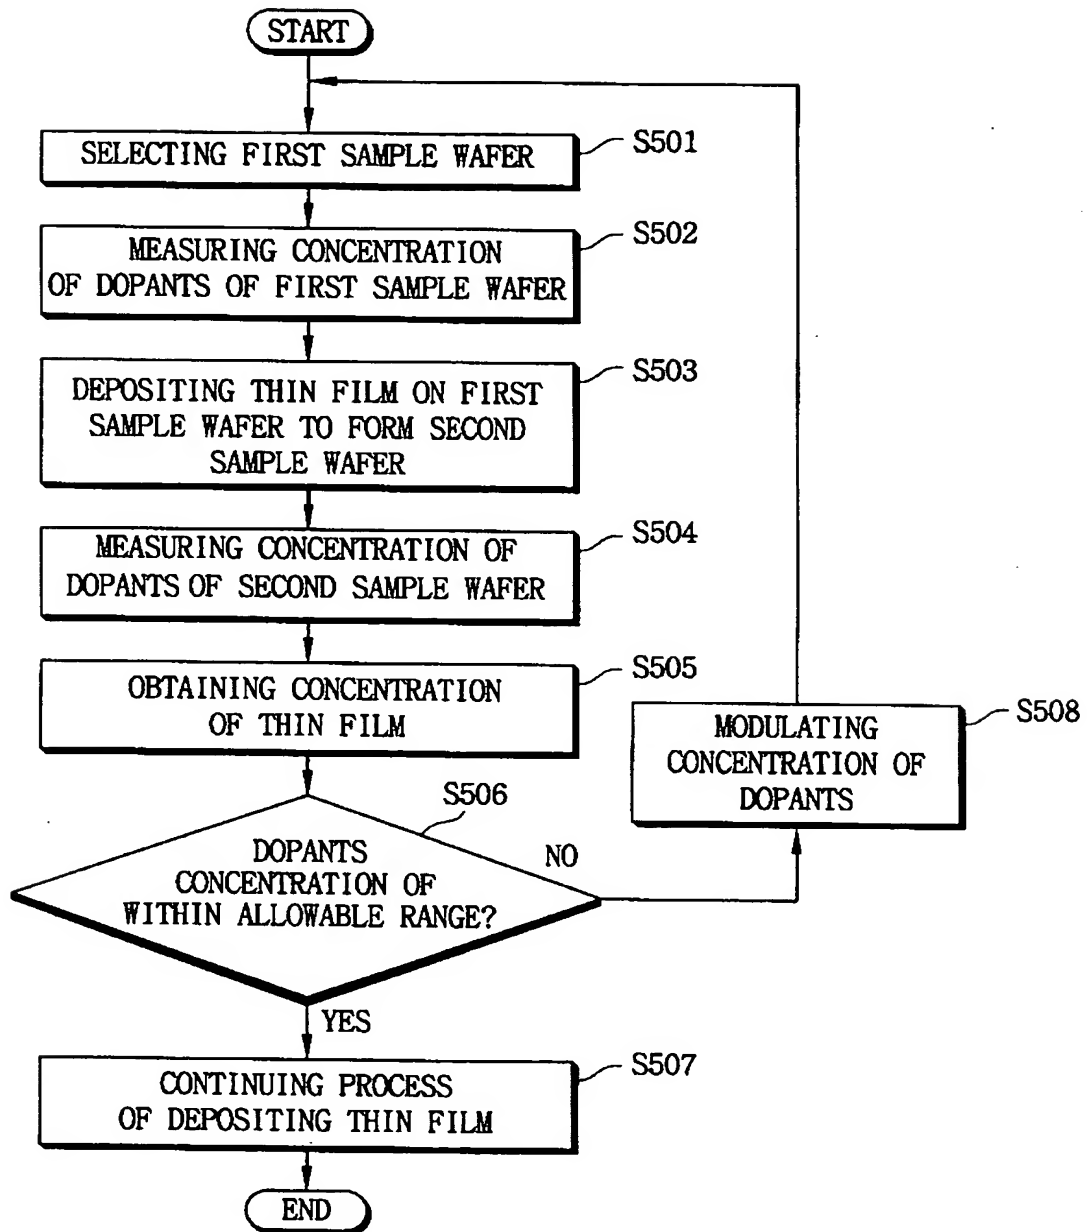 START
SELECTING FIRST SAMPLE WAFER
S501
MEASURING CONCENTRATION
OF DOPANTS OF FIRST SAMPLE WAFER
S502
DEPOSITING THIN FILM ON FIRST
SAMPLE WAFER TO FORM SECOND
SAMPLE WAFER
S503
MEASURING CONCENTRATION OF
DOPANTS OF SECOND SAMPLE WAFER
S504
OBTAINING CONCENTRATION
OF THIN FILM
S505
MODULATING
CONCENTRATION OF
DOPANTS
S508
S506
DOPANTS
CONCENTRATION OF
WITHIN ALLOWABLE RANGE?
NO
YES
CONTINUING PROCESS
OF DEPOSITING THIN FILM
S507
END